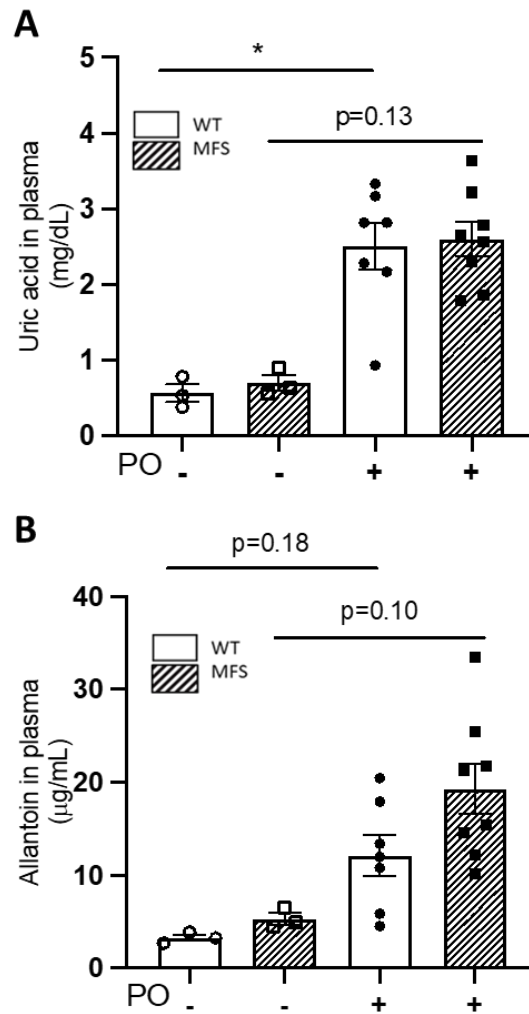 A
*
p=0.13
WT
MFS
Uric acid in plasma
(mg/dL)
5
4
3
2
1
0
PO - - + +
B
p=0.18
p=0.10
WT
MFS
Allantoin in plasma
(μg/mL)
40
30
20
10
0
PO - - + +